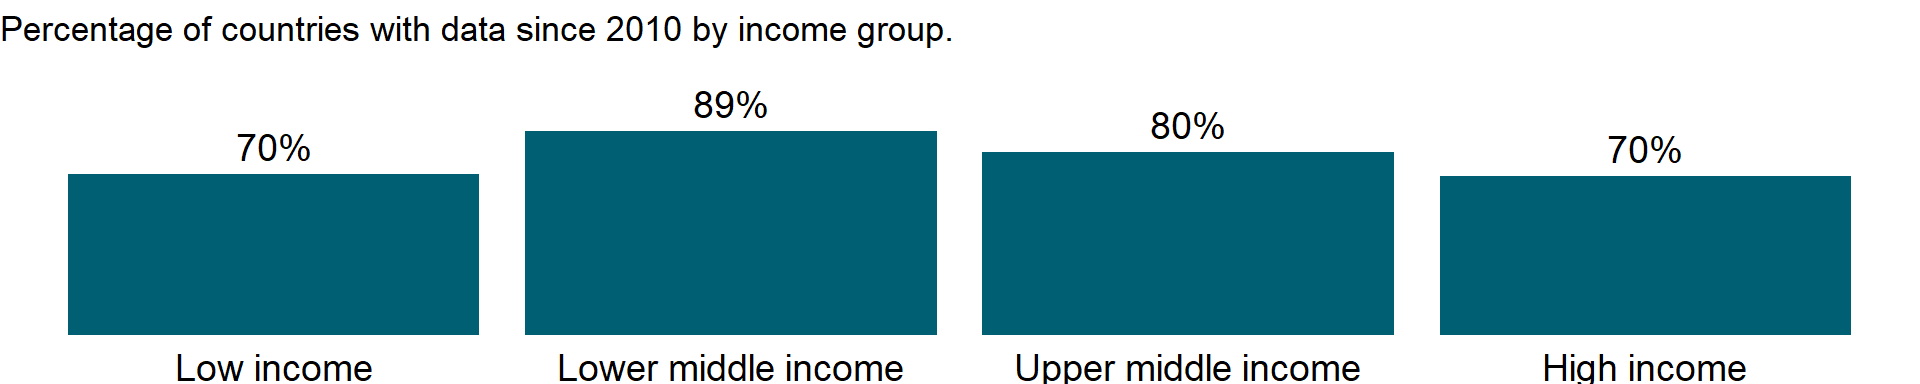 Percentage of countries with data since 2010 by income group.
70%
89%
80%
70%
Low income
Lower middle income
Upper middle income
High income